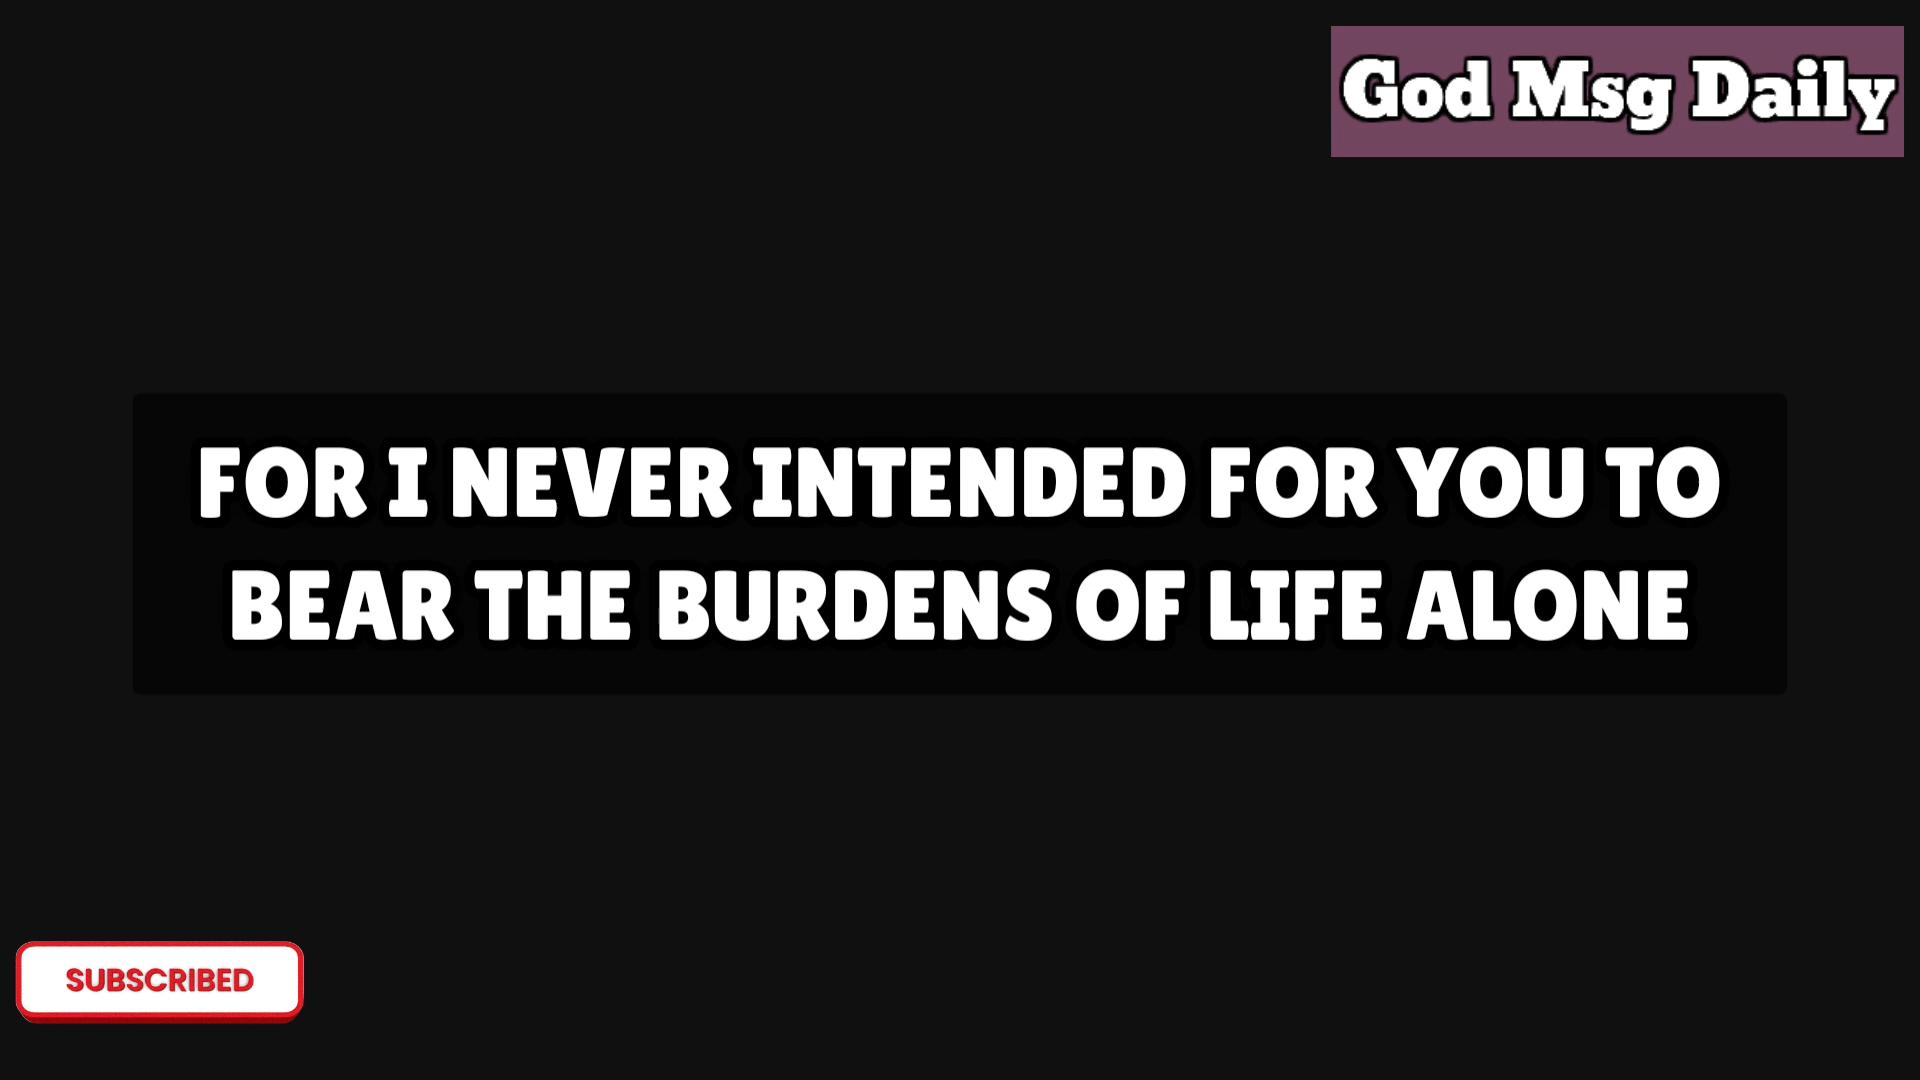 God Msg Daily
FOR I NEVER INTENDED FOR YOU TO
BEAR THE BURDENS OF LIFE ALONE
SUBSCRIBED